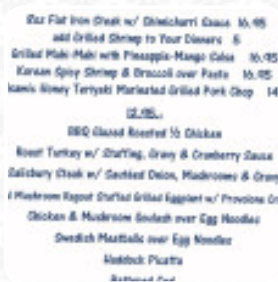 8oz Flat Iron Steak w/ Chimichurri Sauce 16.95
add Grilled Shrimp to Your Dinners 5
Grilled Mahi Mahi with Pineapple-Mango Salsa 16.95
Korean Spicy Shrimp & Broccoli over Pasta 16.95
Honey Teriyaki Marinated Grilled Pork Chop 14
12.95
BBQ Glazed Roasted ½ Chicken
Roast Turkey w/ Stuffing, Gravy & Cranberry Sauce
Salisbury Steak w/ Sautéed Onion, Mushrooms & Gravy
Mushroom Ragout Stuffed Grilled Eggplant w/ Provolone
Chicken & Mushroom Goulash over Egg Noodles
Swedish Meatballs over Egg Noodles
Haddock Picatta